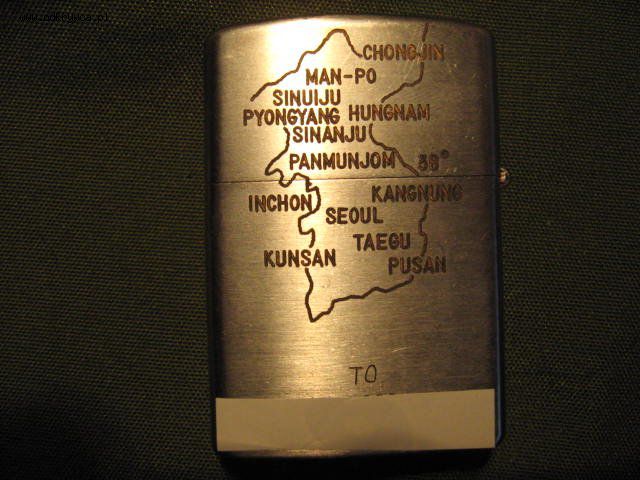 CHONGJIN
MAN-PO
SINUIJU
PYONGYANG HUNGNAM
SINANJU
PANMUNJOM 38°
INCHON KANGNUNG
SEOUL
TAEGU
KUNSAN PUSAN
TO